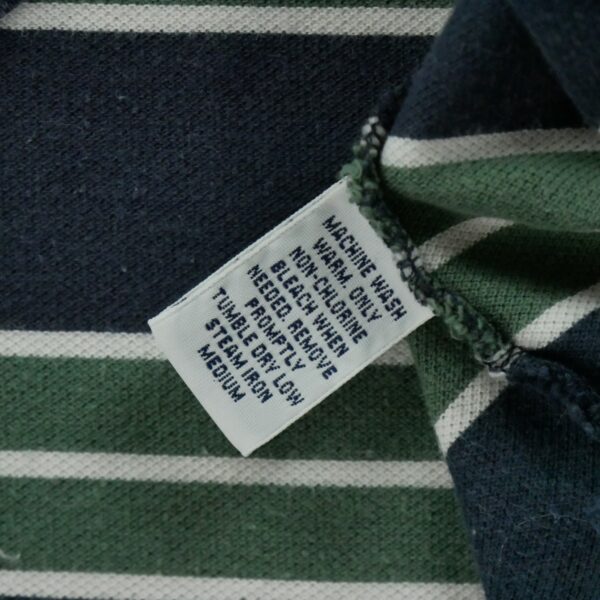 MACHINE WASH
WARM. ONLY
NON-CHLORINE
BLEACH WHEN
NEEDED. REMOVE
PROMPTLY
TUMBLE DRY LOW
STEAM IRON
MEDIUM